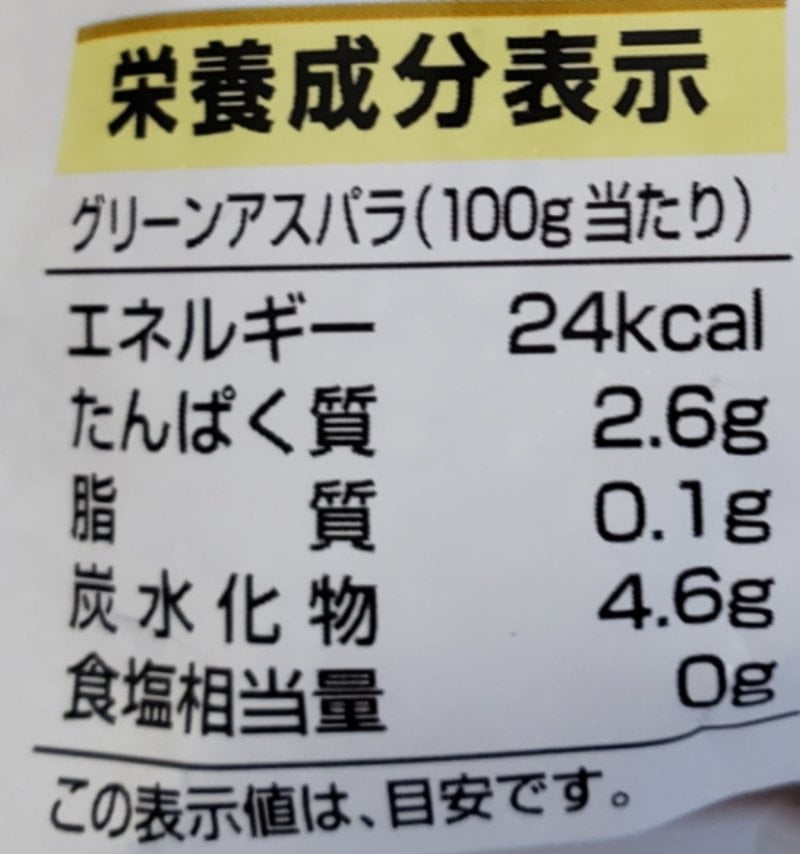 栄養成分表示
グリーンアスパラ(100g当たり)
エネルギー 24kcal
たんぱく質 2.6g
脂質 0.1g
炭水化物 4.6g
食塩相当量 0g
この表示値は、目安です。